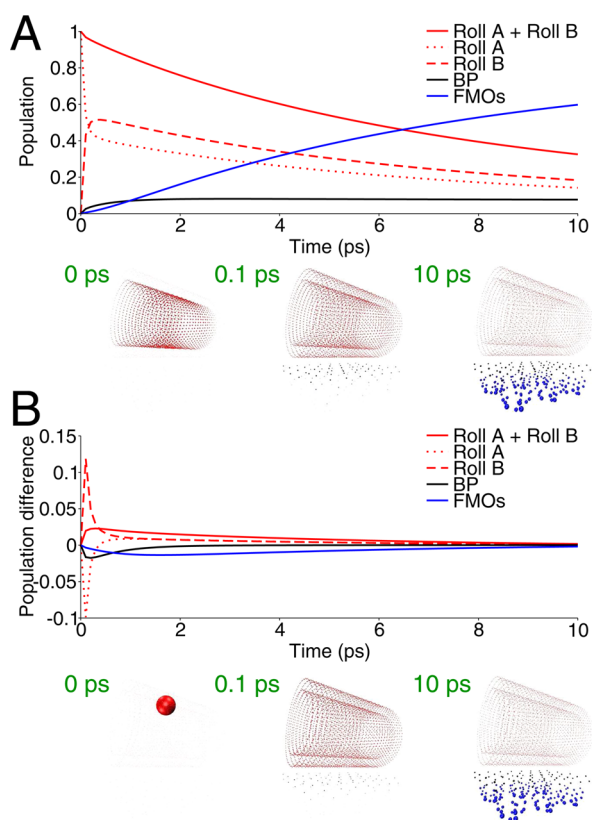 A
Population
1
0.8
0.6
0.4
0.2
0
Roll A + Roll B
Roll A
Roll B
BP
FMOs
0 2 4 6 8 10
Time (ps)
0 ps 0.1 ps 10 ps
B
Population difference
0.15
0.1
0.05
0
-0.05
-0.1
Roll A + Roll B
Roll A
Roll B
BP
FMOs
0 2 4 6 8 10
Time (ps)
0 ps 0.1 ps 10 ps